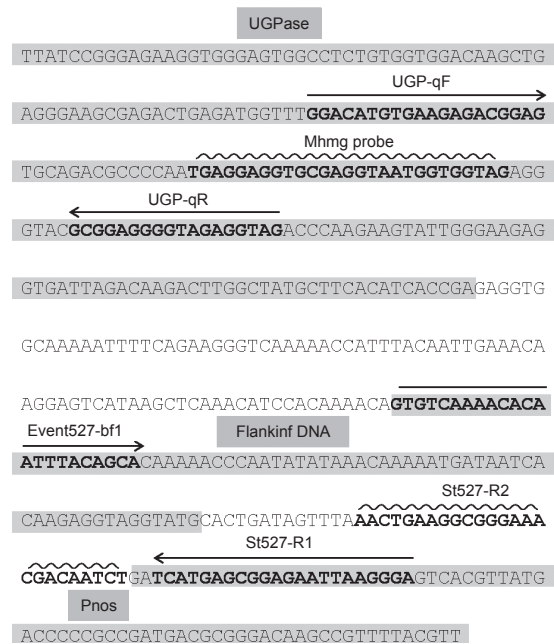 UGPase
TTATCCGGGAGAAGGTGGGAGTGGCCTCTGTGGTGGACAAGCTG
UGP-qF
AGGGAAGCGAGACTGAGATGGTTTGGACATGTGAAGAGACGGAG
Mhmg probe
TGCAGACGCCCCAATGAGGAGGTGCGAGGTAATGGTGGTAGAGG
UGP-qR
GTACGCGGAGGGGTAGAGGTAGACCCAAGAAGTATTGGGAAGAG
GTGATTAGACAAGACTTGGCTATGCTTCACATCACCGAGAGGTG
GCAAAAATTTTCAGAAGGGTCAAAAACCATTTACAATTGAAACA
AGGAGTCATAAGCTCAAACATCCACAAAACAGTGTCAAAACACA
Event527-bf1
Flankinf DNA
ATTTACAGCACAAAAACCCAATATATAAACAAAAATGATAATCA
St527-R2
CAAGAGGTAGGTATGCACTGATAGTTTAAACTGAAGGCGGGAAA
St527-R1
CGACAATCTGATCATGAGCGGAGAATTAAGGGAGTCACGTTATG
Pnos
ACCCCCGCCGATGACGCGGGACAAGCCGTTTTACGTT